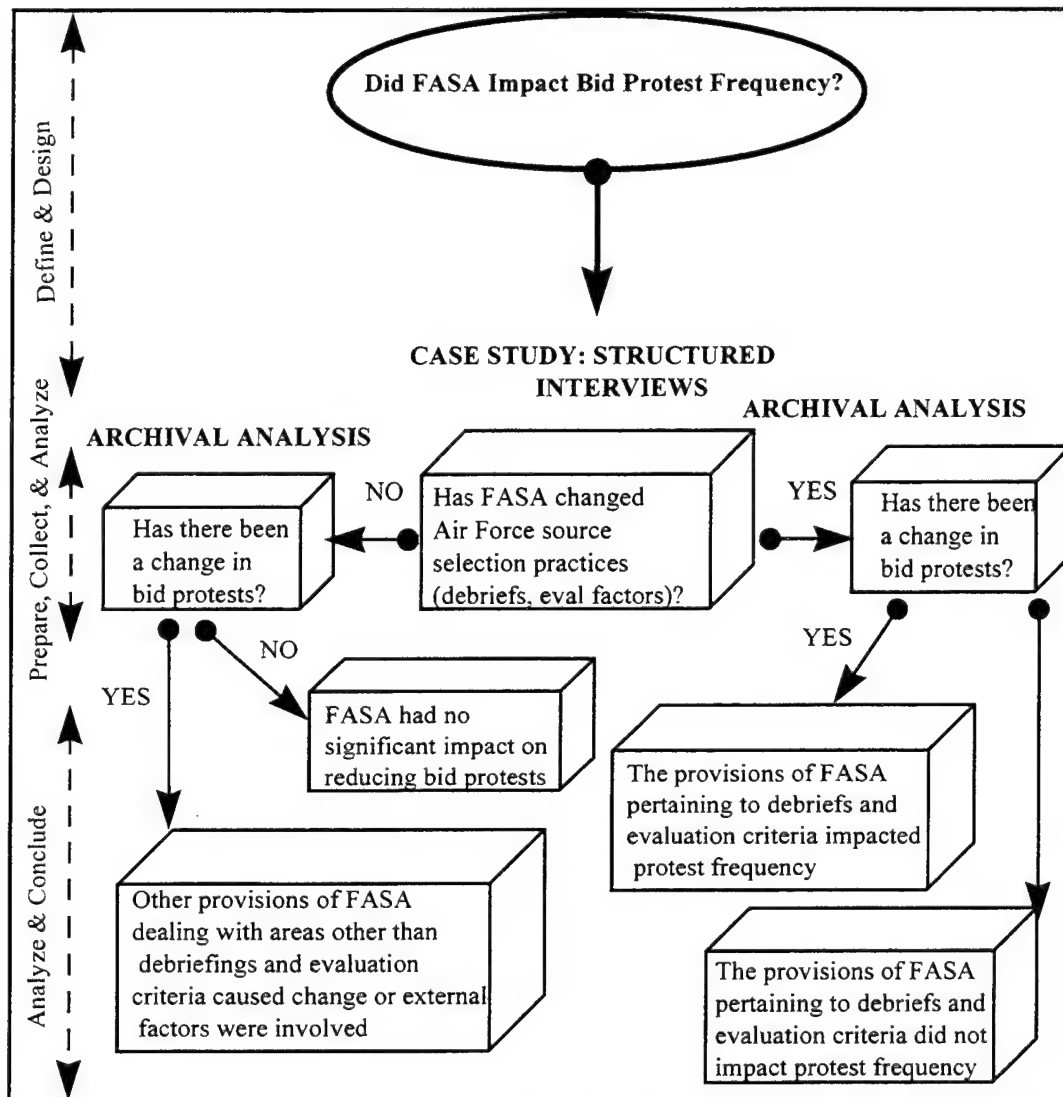 Did FASA Impact Bid Protest Frequency?
Define & Design
CASE STUDY: STRUCTURED
INTERVIEWS
ARCHIVAL ANALYSIS
ARCHIVAL ANALYSIS
Prepare, Collect, & Analyze
Has there been
a change in
bid protests?
NO
Has FASA changed
Air Force source
selection practices
(debriefs, eval factors)?
YES
Has there been
a change in
bid protests?
YES
NO
YES
FASA had no
significant impact on
reducing bid protests
The provisions of FASA
pertaining to debriefs and
evaluation criteria impacted
protest frequency
Analyze & Conclude
Other provisions of FASA
dealing with areas other than
debriefings and evaluation
criteria caused change or external
factors were involved
The provisions of FASA
pertaining to debriefs and
evaluation criteria did not
impact protest frequency